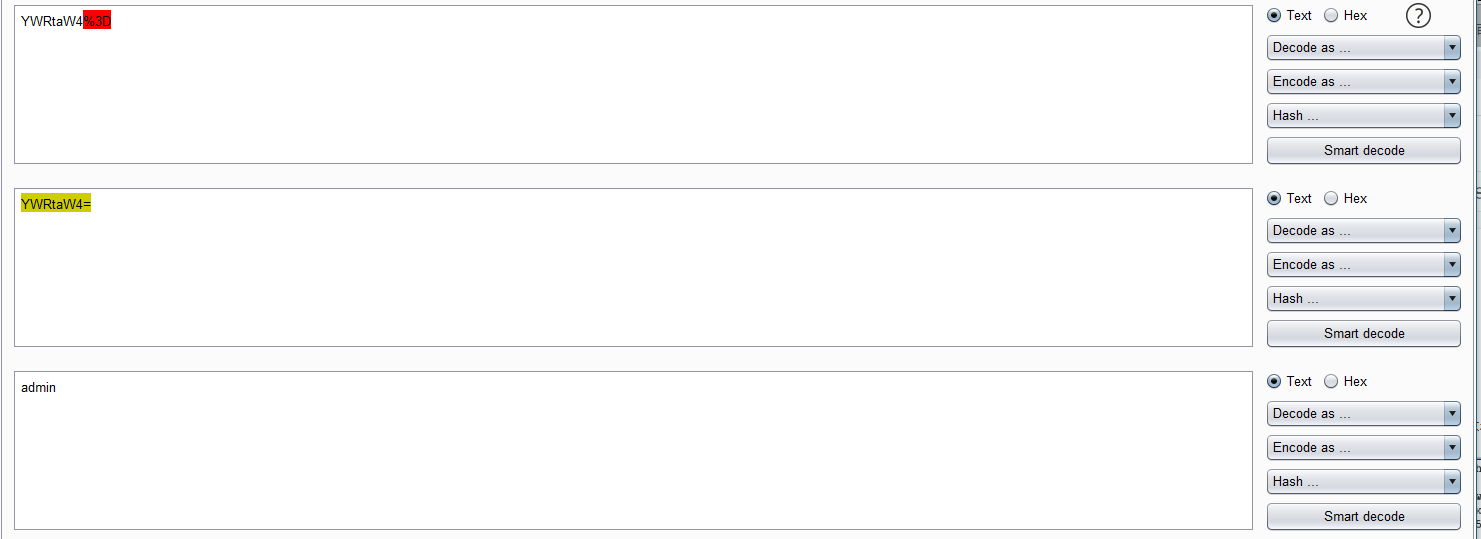 YWRtaW4%3D
Text Hex ?
Decode as ...
Encode as ...
Hash ...
Smart decode
YWRtaW4=
Text Hex
Decode as ...
Encode as ...
Hash ...
Smart decode
admin
Text Hex
Decode as ...
Encode as ...
Hash ...
Smart decode